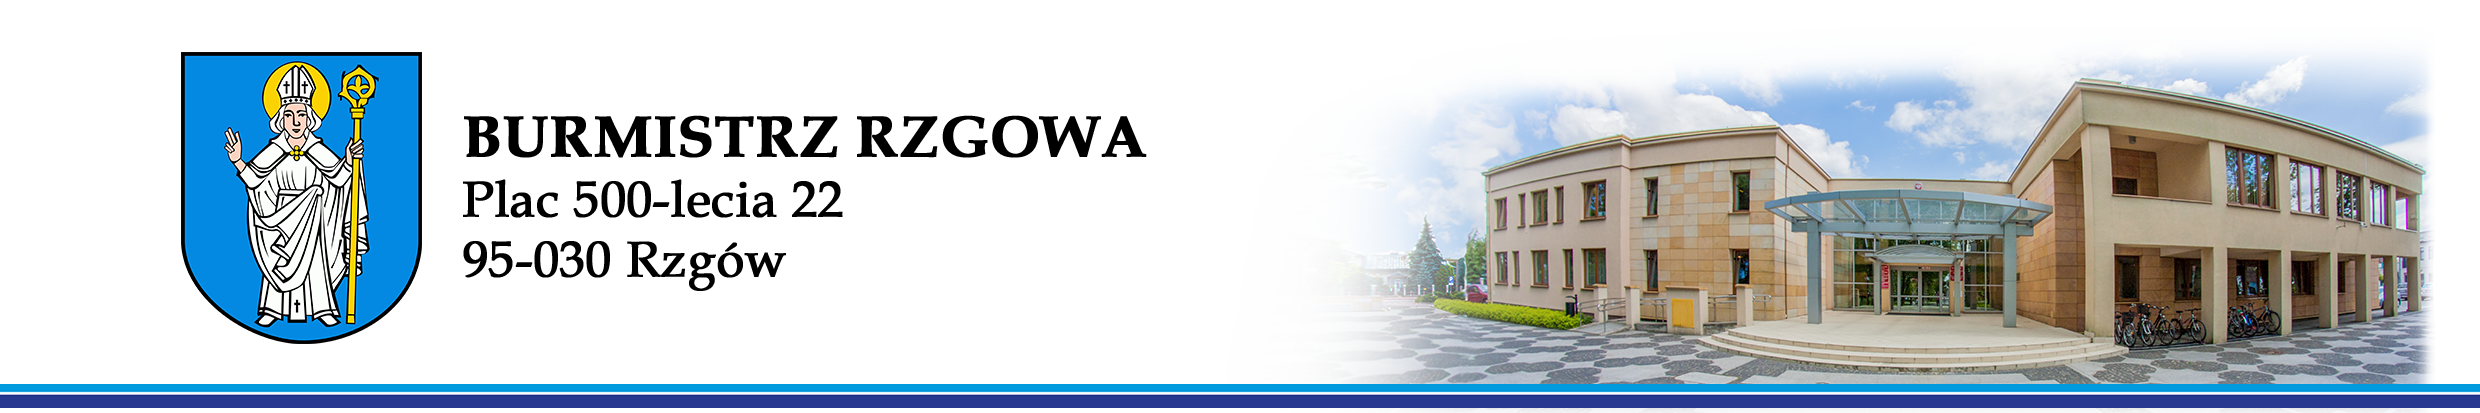 BURMISTRZ RZGOWA
Plac 500-lecia 22
95-030 Rzgów